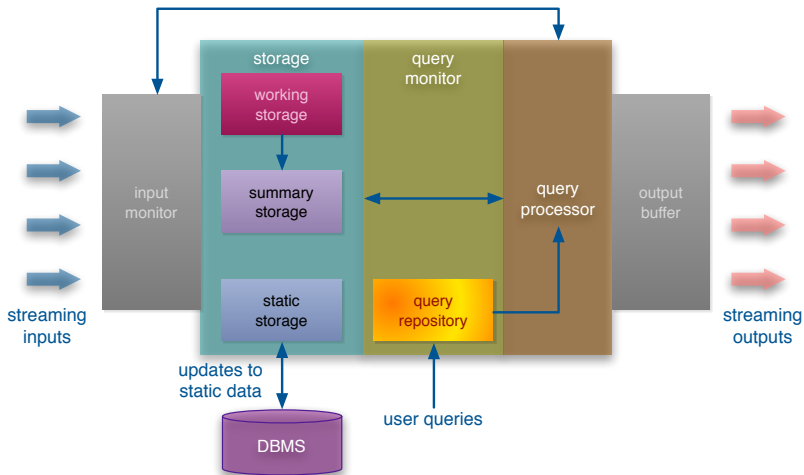 storage
query
monitor
working
storage
input
monitor
summary
storage
query
processor
output
buffer
static
storage
query
repository
streaming
inputs
streaming
outputs
updates to
static data
user queries
DBMS